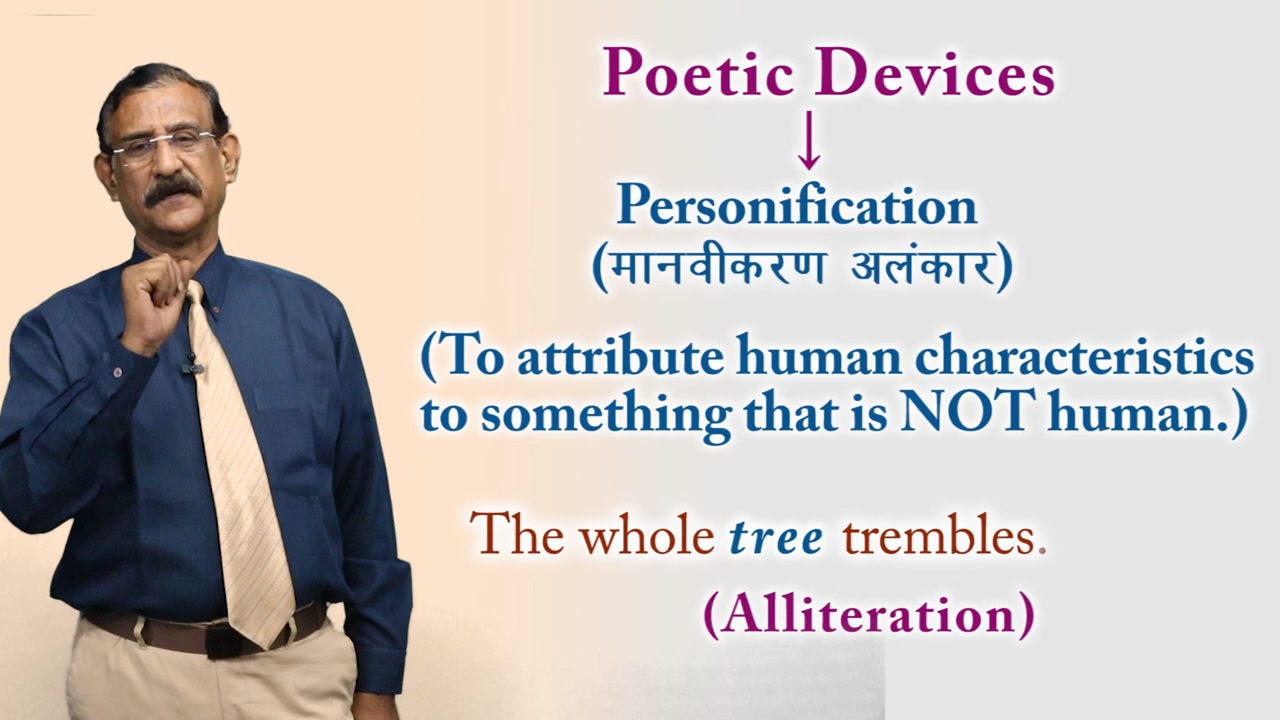 Poetic Devices
↓
Personification
(मानवीकरण अलंकार)
(To attribute human characteristics
to something that is NOT human.)
The whole tree trembles.
(Alliteration)